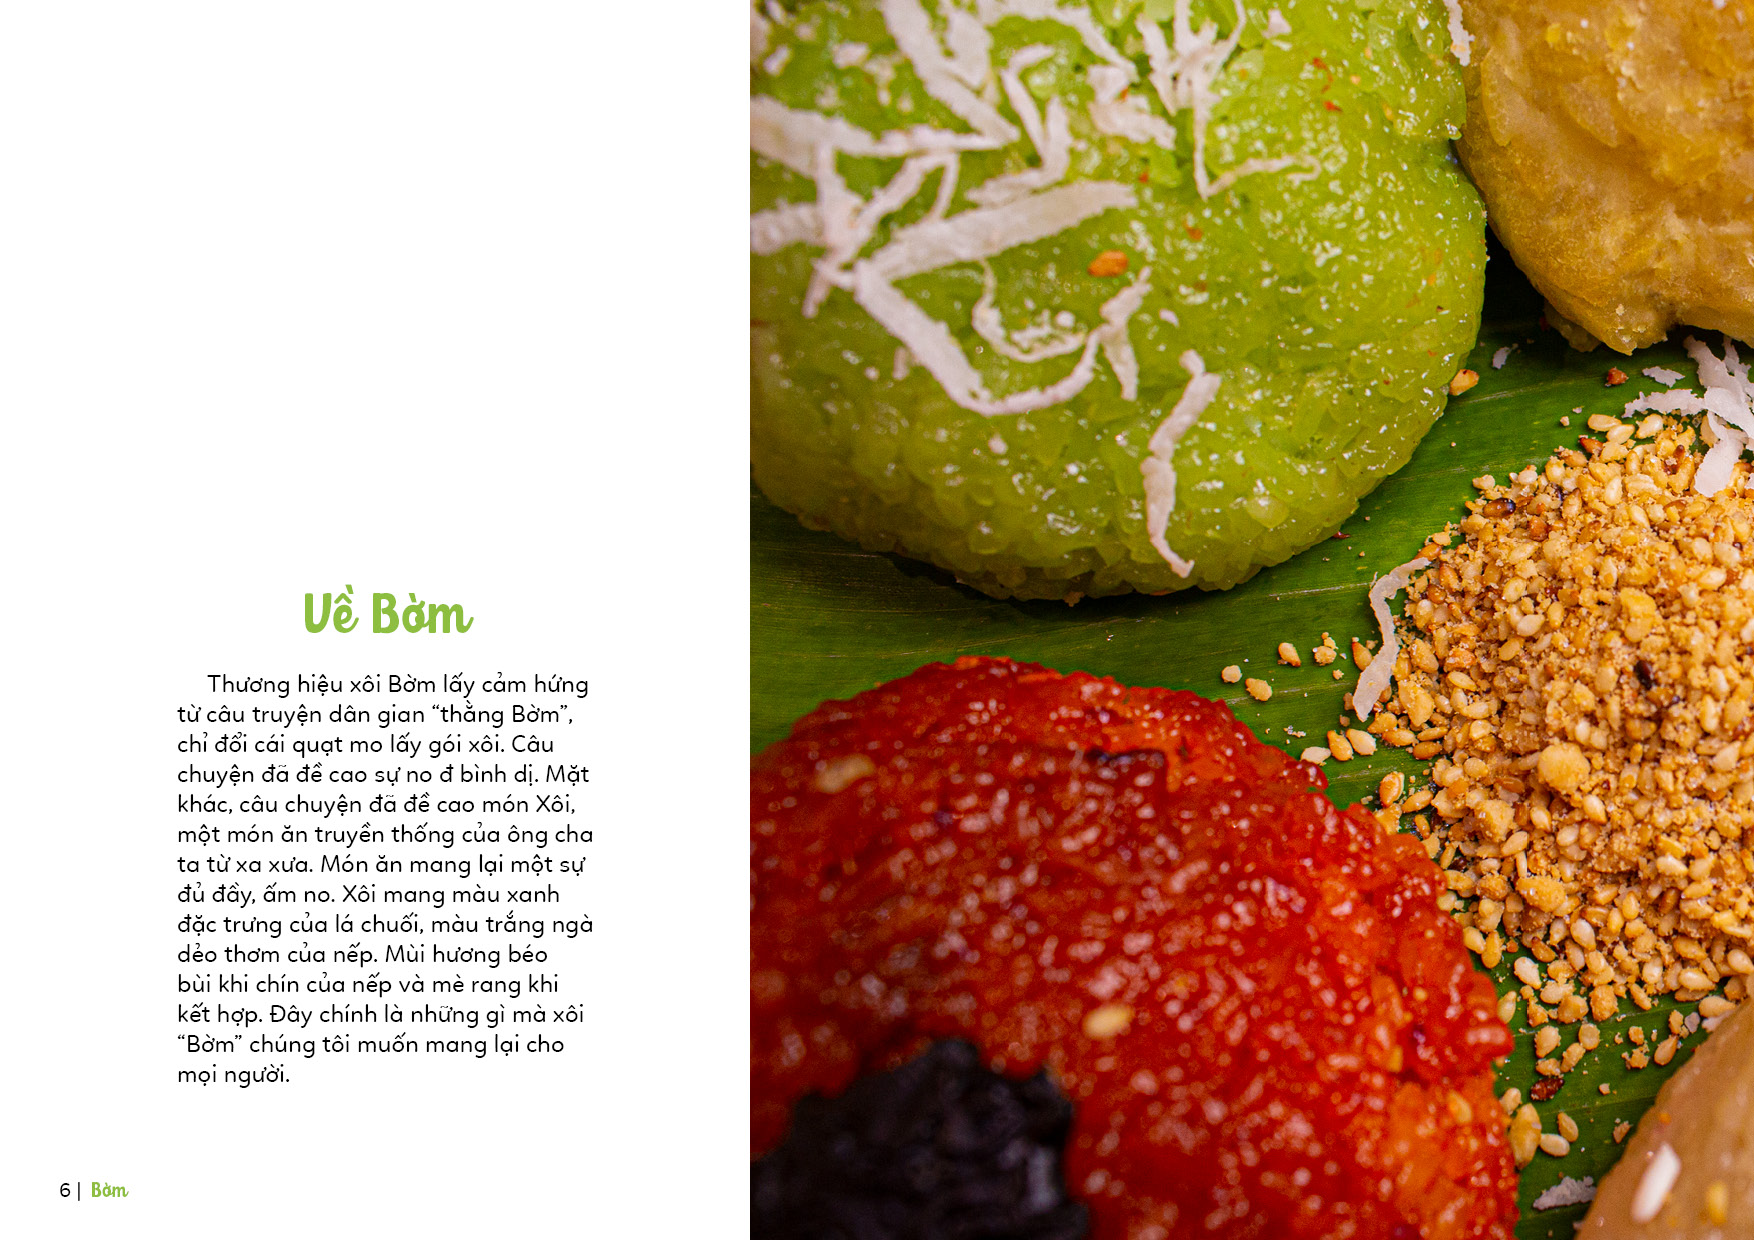 Về Bờm
Thương hiệu xôi Bờm lấy cảm hứng
từ câu truyện dân gian “thằng Bờm”,
chỉ đổi cái quạt mo lấy gói xôi. Câu
chuyện đã đề cao sự no đ bình dị. Mặt
khác, câu chuyện đã đề cao món Xôi,
một món ăn truyền thống của ông cha
ta từ xa xưa. Món ăn mang lại một sự
đủ đầy, ấm no. Xôi mang màu xanh
đặc trưng của lá chuối, màu trắng ngà
dẻo thơm của nếp. Mùi hương béo
bùi khi chín của nếp và mè rang khi
kết hợp. Đây chính là những gì mà xôi
“Bờm” chúng tôi muốn mang lại cho
mọi người.
6 | Bờm